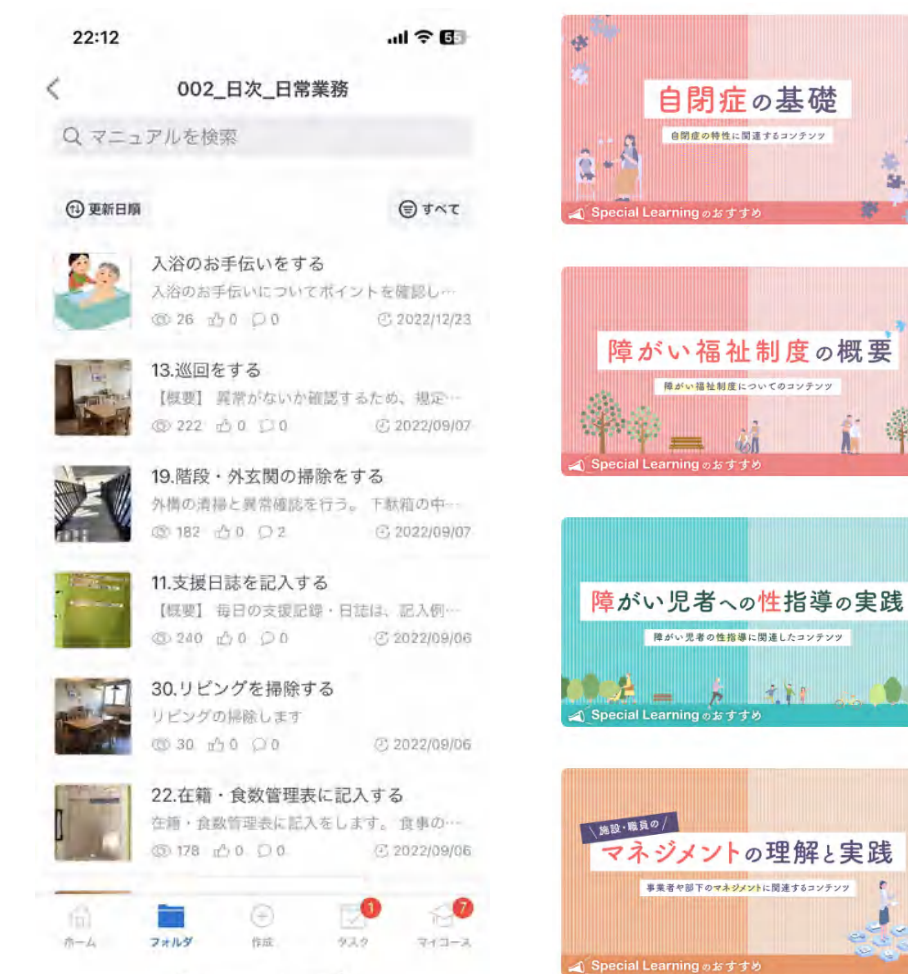 22:12
55
002_日次_日常業務
マニュアルを検索
更新日順
すべて
入浴のお手伝いをする
入浴のお手伝いについてポイントを確認し…
26 0 0 2022/12/23
13.巡回をする
【概要】 異常がないか確認するため、規定…
222 0 0 2022/09/07
19.階段・外玄関の掃除をする
外構の清掃と異常確認を行う。 下駄箱の中…
182 0 2 2022/09/07
11.支援日誌を記入する
【概要】 毎日の支援記録・日誌は、記入例…
240 0 0 2022/09/06
30.リビングを掃除する
リビングの掃除します
30 0 0 2022/09/06
22.在籍・食数管理表に記入する
在籍・食数管理表に記入をします。 食事の…
178 0 0 2022/09/06
ホーム
フォルダ
作成
1
タスク
7
マイコース
自閉症の基礎
自閉症の特性に関連するコンテンツ
Special Learningのおすすめ
障がい福祉制度の概要
障がい福祉制度についてのコンテンツ
Special Learningのおすすめ
障がい児者への性指導の実践
障がい児者の性指導に関連したコンテンツ
Special Learningのおすすめ
\施設・職員の/
マネジメントの理解と実践
事業者や部下のマネジメントに関連するコンテンツ
Special Learningのおすすめ